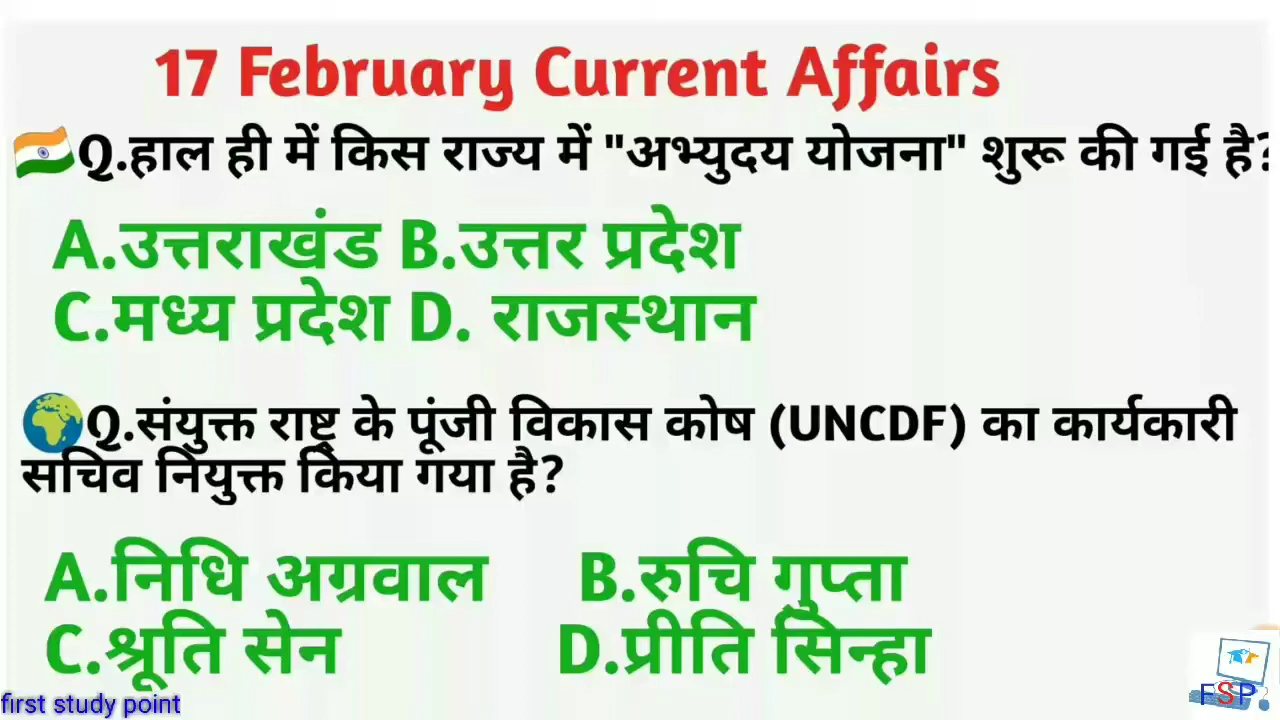 17 February Current Affairs
Q.हाल ही में किस राज्य में "अभ्युदय योजना" शुरू की गई है?
A.उत्तराखंड B.उत्तर प्रदेश
C.मध्य प्रदेश D. राजस्थान
Q.संयुक्त राष्ट्र के पूंजी विकास कोष (UNCDF) का कार्यकारी
सचिव नियुक्त किया गया है?
A.निधि अग्रवाल B.रुचि गुप्ता
C.श्रूति सेन D.प्रीति सिन्हा
first study point
FSP